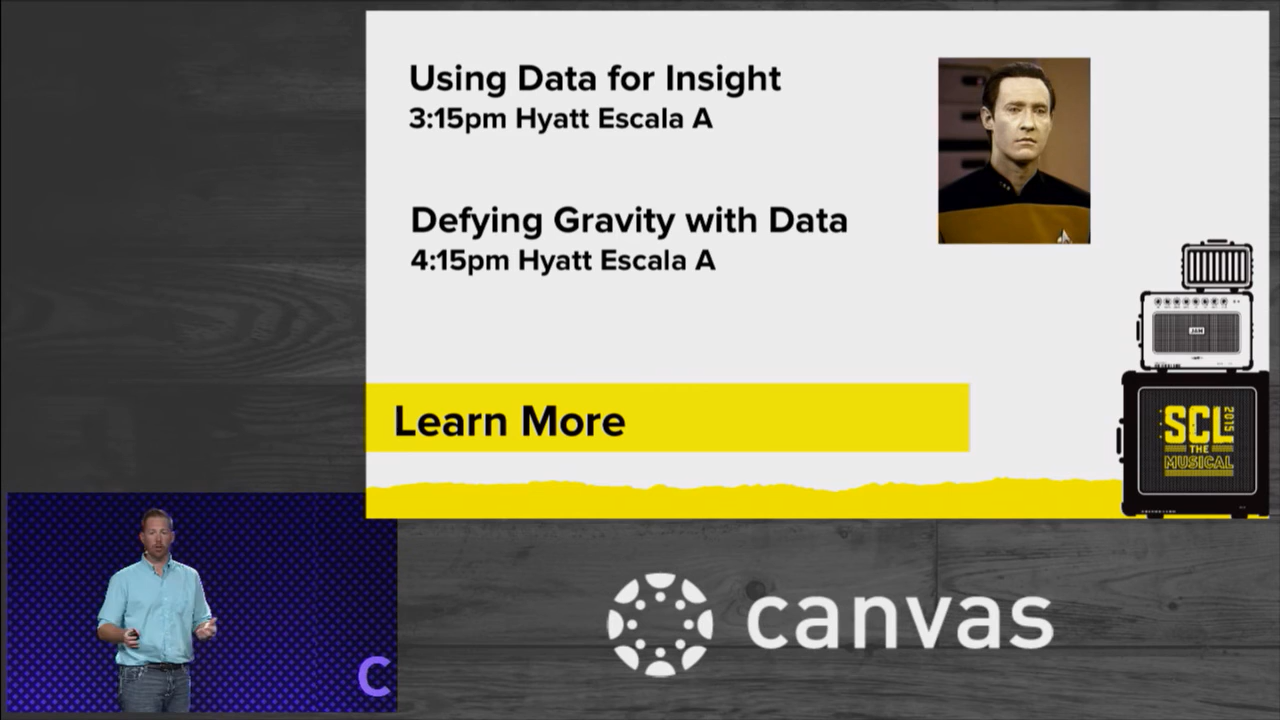 Using Data for Insight
3:15pm Hyatt Escala A
Defying Gravity with Data
4:15pm Hyatt Escala A
Learn More
JAM
SCL
2015
THE
MUSICAL
C
canvas